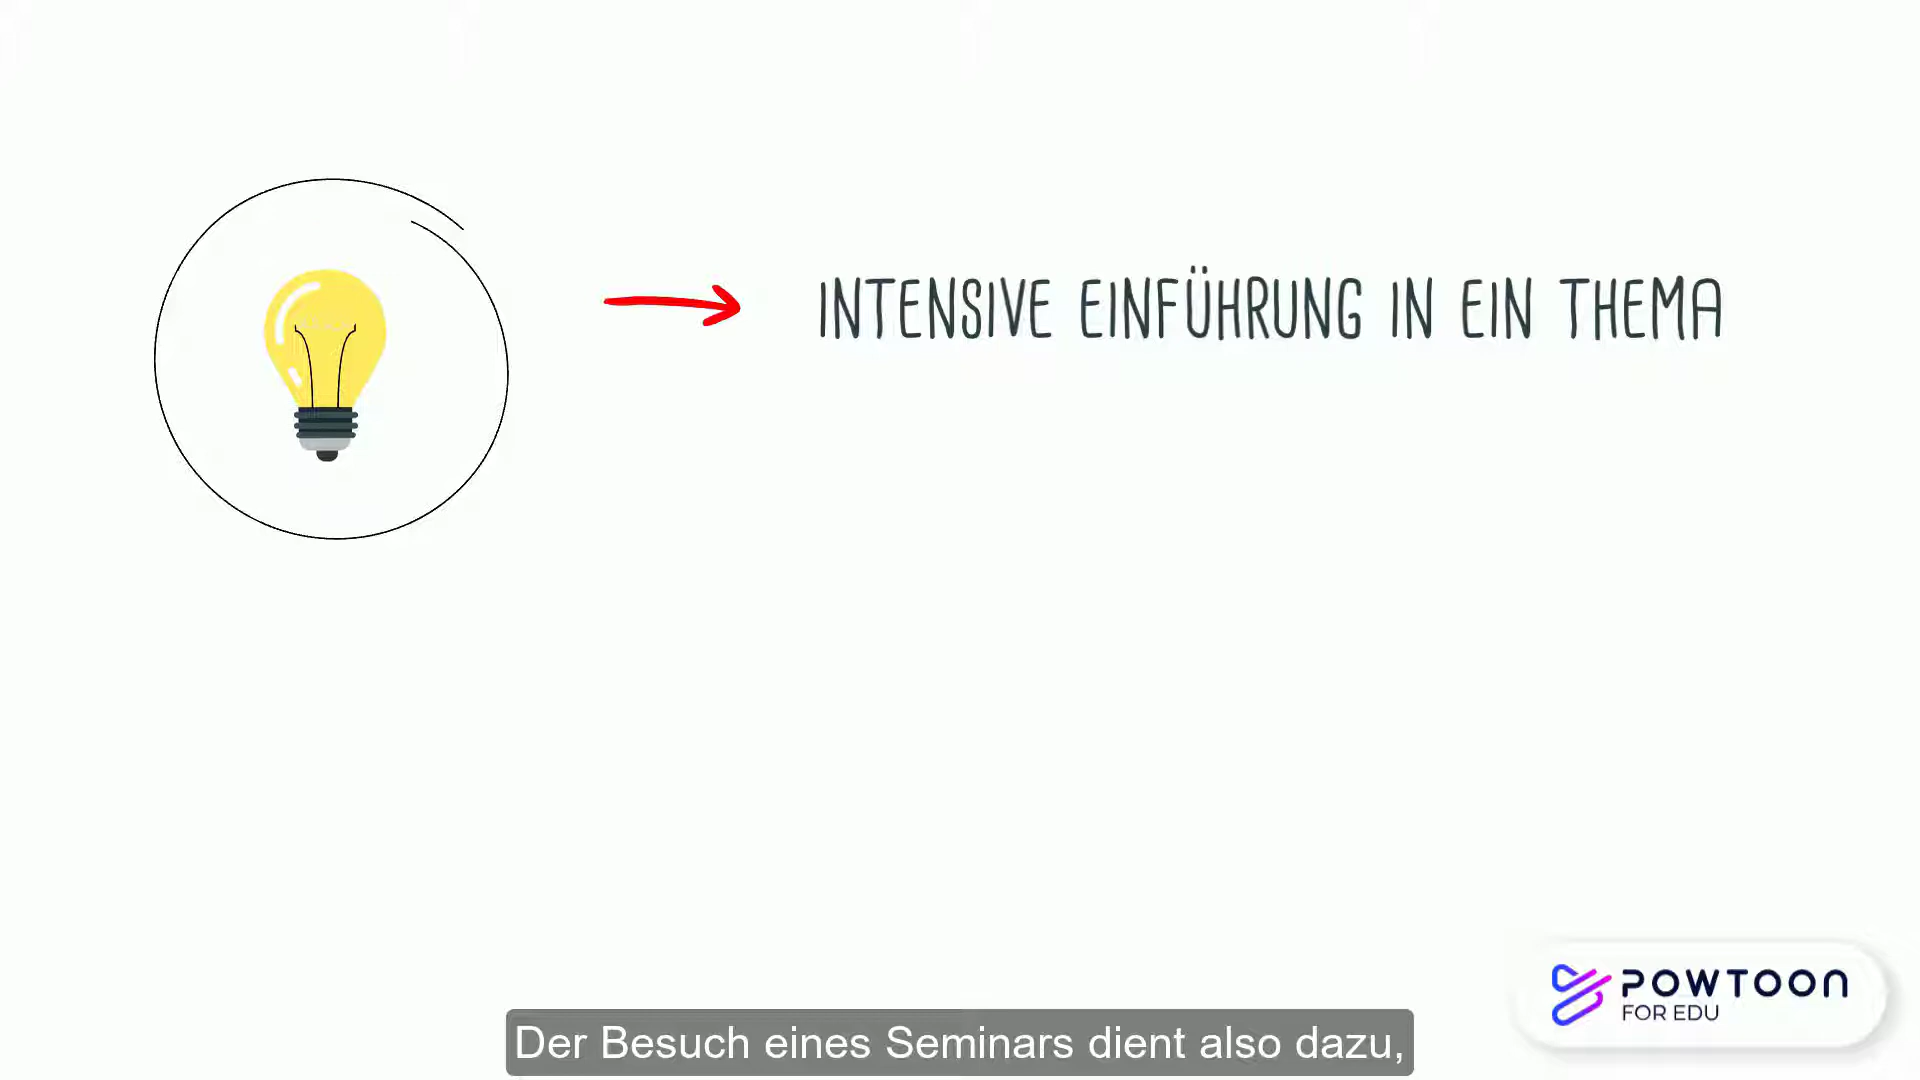 INTENSIVE EINFÜHRUNG IN EIN THEMA
POWTOON
FOR EDU
Der Besuch eines Seminars dient also dazu,